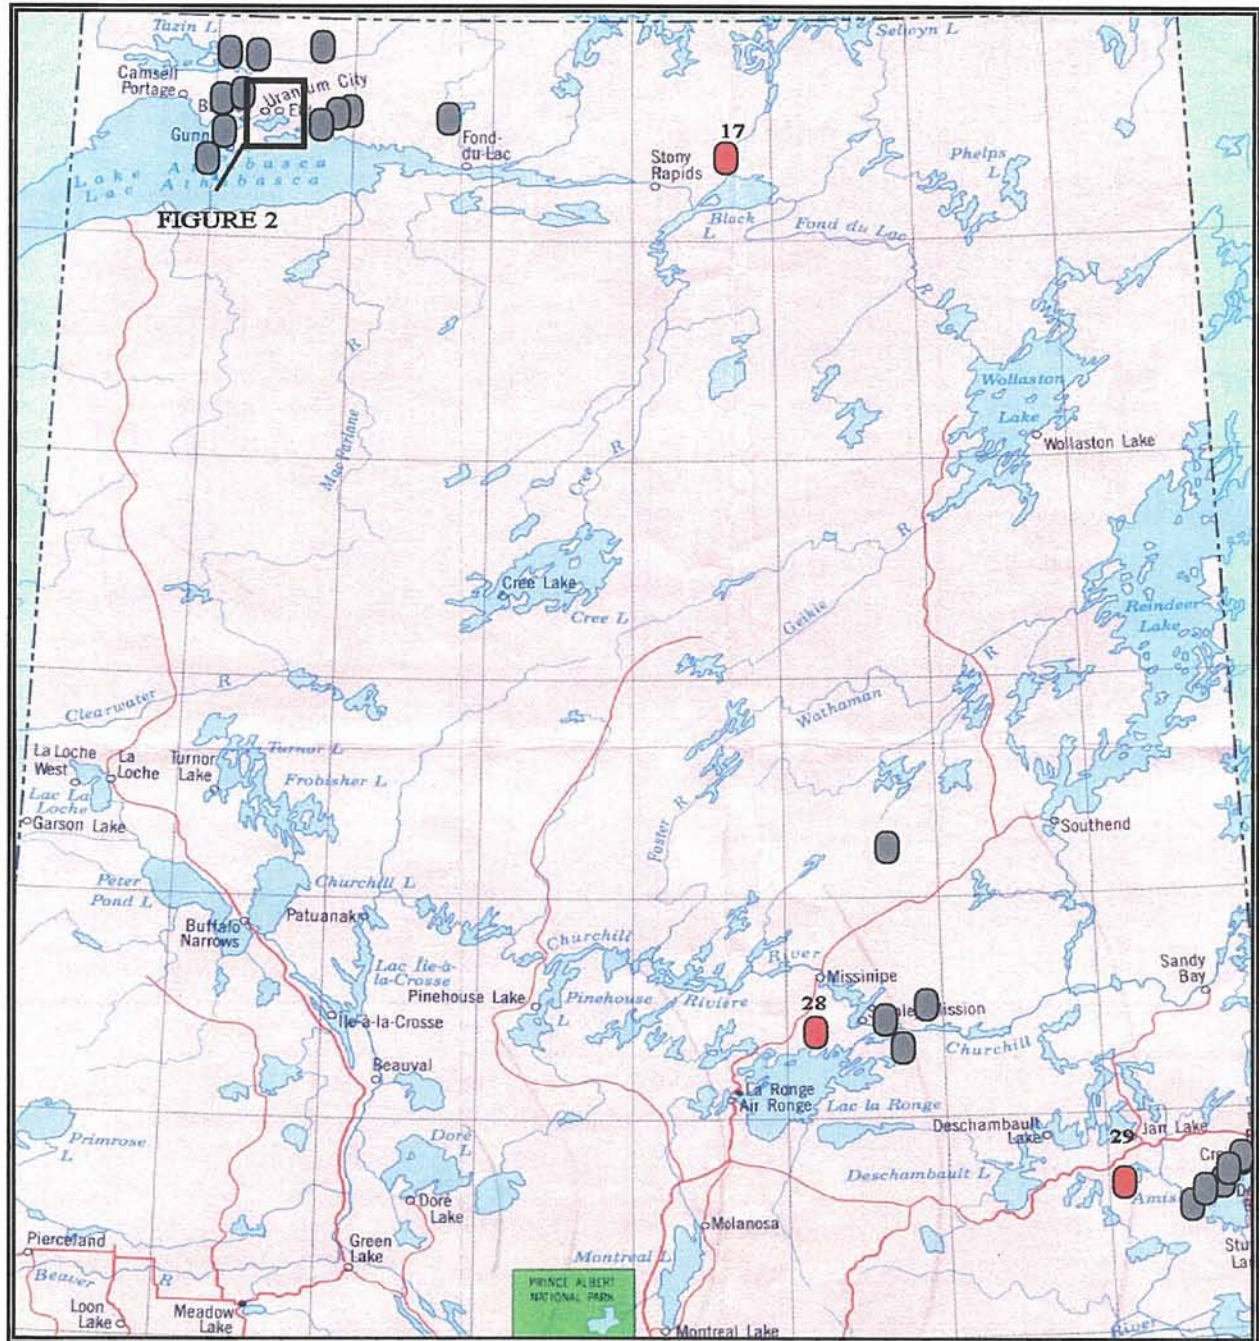 Tazin L
Selwyn L
Camsell
Portage
Uranium City
17
Fond-
du-Lac
Stony
Rapids
Phelps
L
Lake Athabasca
Lac Athabasca
FIGURE 2
Black
L
Fond du Lac
R
Wollaston
Lake
Wollaston Lake
MacFarlane
R
Cree
R
Cree Lake
Cree L
Geikie
R
Reindeer
Lake
R
Clearwater
R
Wathaman
La Loche
West
La
Loche
Turnor
Lake
Turnor L
Frobisher L
Lac La
Loche
Garson Lake
Foster
R
Southend
Peter
Pond L
Churchill L
Buffalo
Narrows
Patuanak
Lac Île-à-
la-Crosse
Churchill
River
Missinipe
Sandy
Bay
Pinehouse Lake
Pinehouse
L
Rivière
28
Mission
Île-à-la-Crosse
Churchill
Beauval
La Ronge
Air Ronge
Lac la Ronge
Deschambault
Lake
Jan Lake
Primrose
L
Doré
L
29
Deschambault L
Amisk
Doré
Lake
Molanosa
Green
Lake
Montreal L
Pierceland
Beaver
R
PRINCE ALBERT
NATIONAL PARK
Loon
Lake
Meadow
Lake
Montreal Lake
River